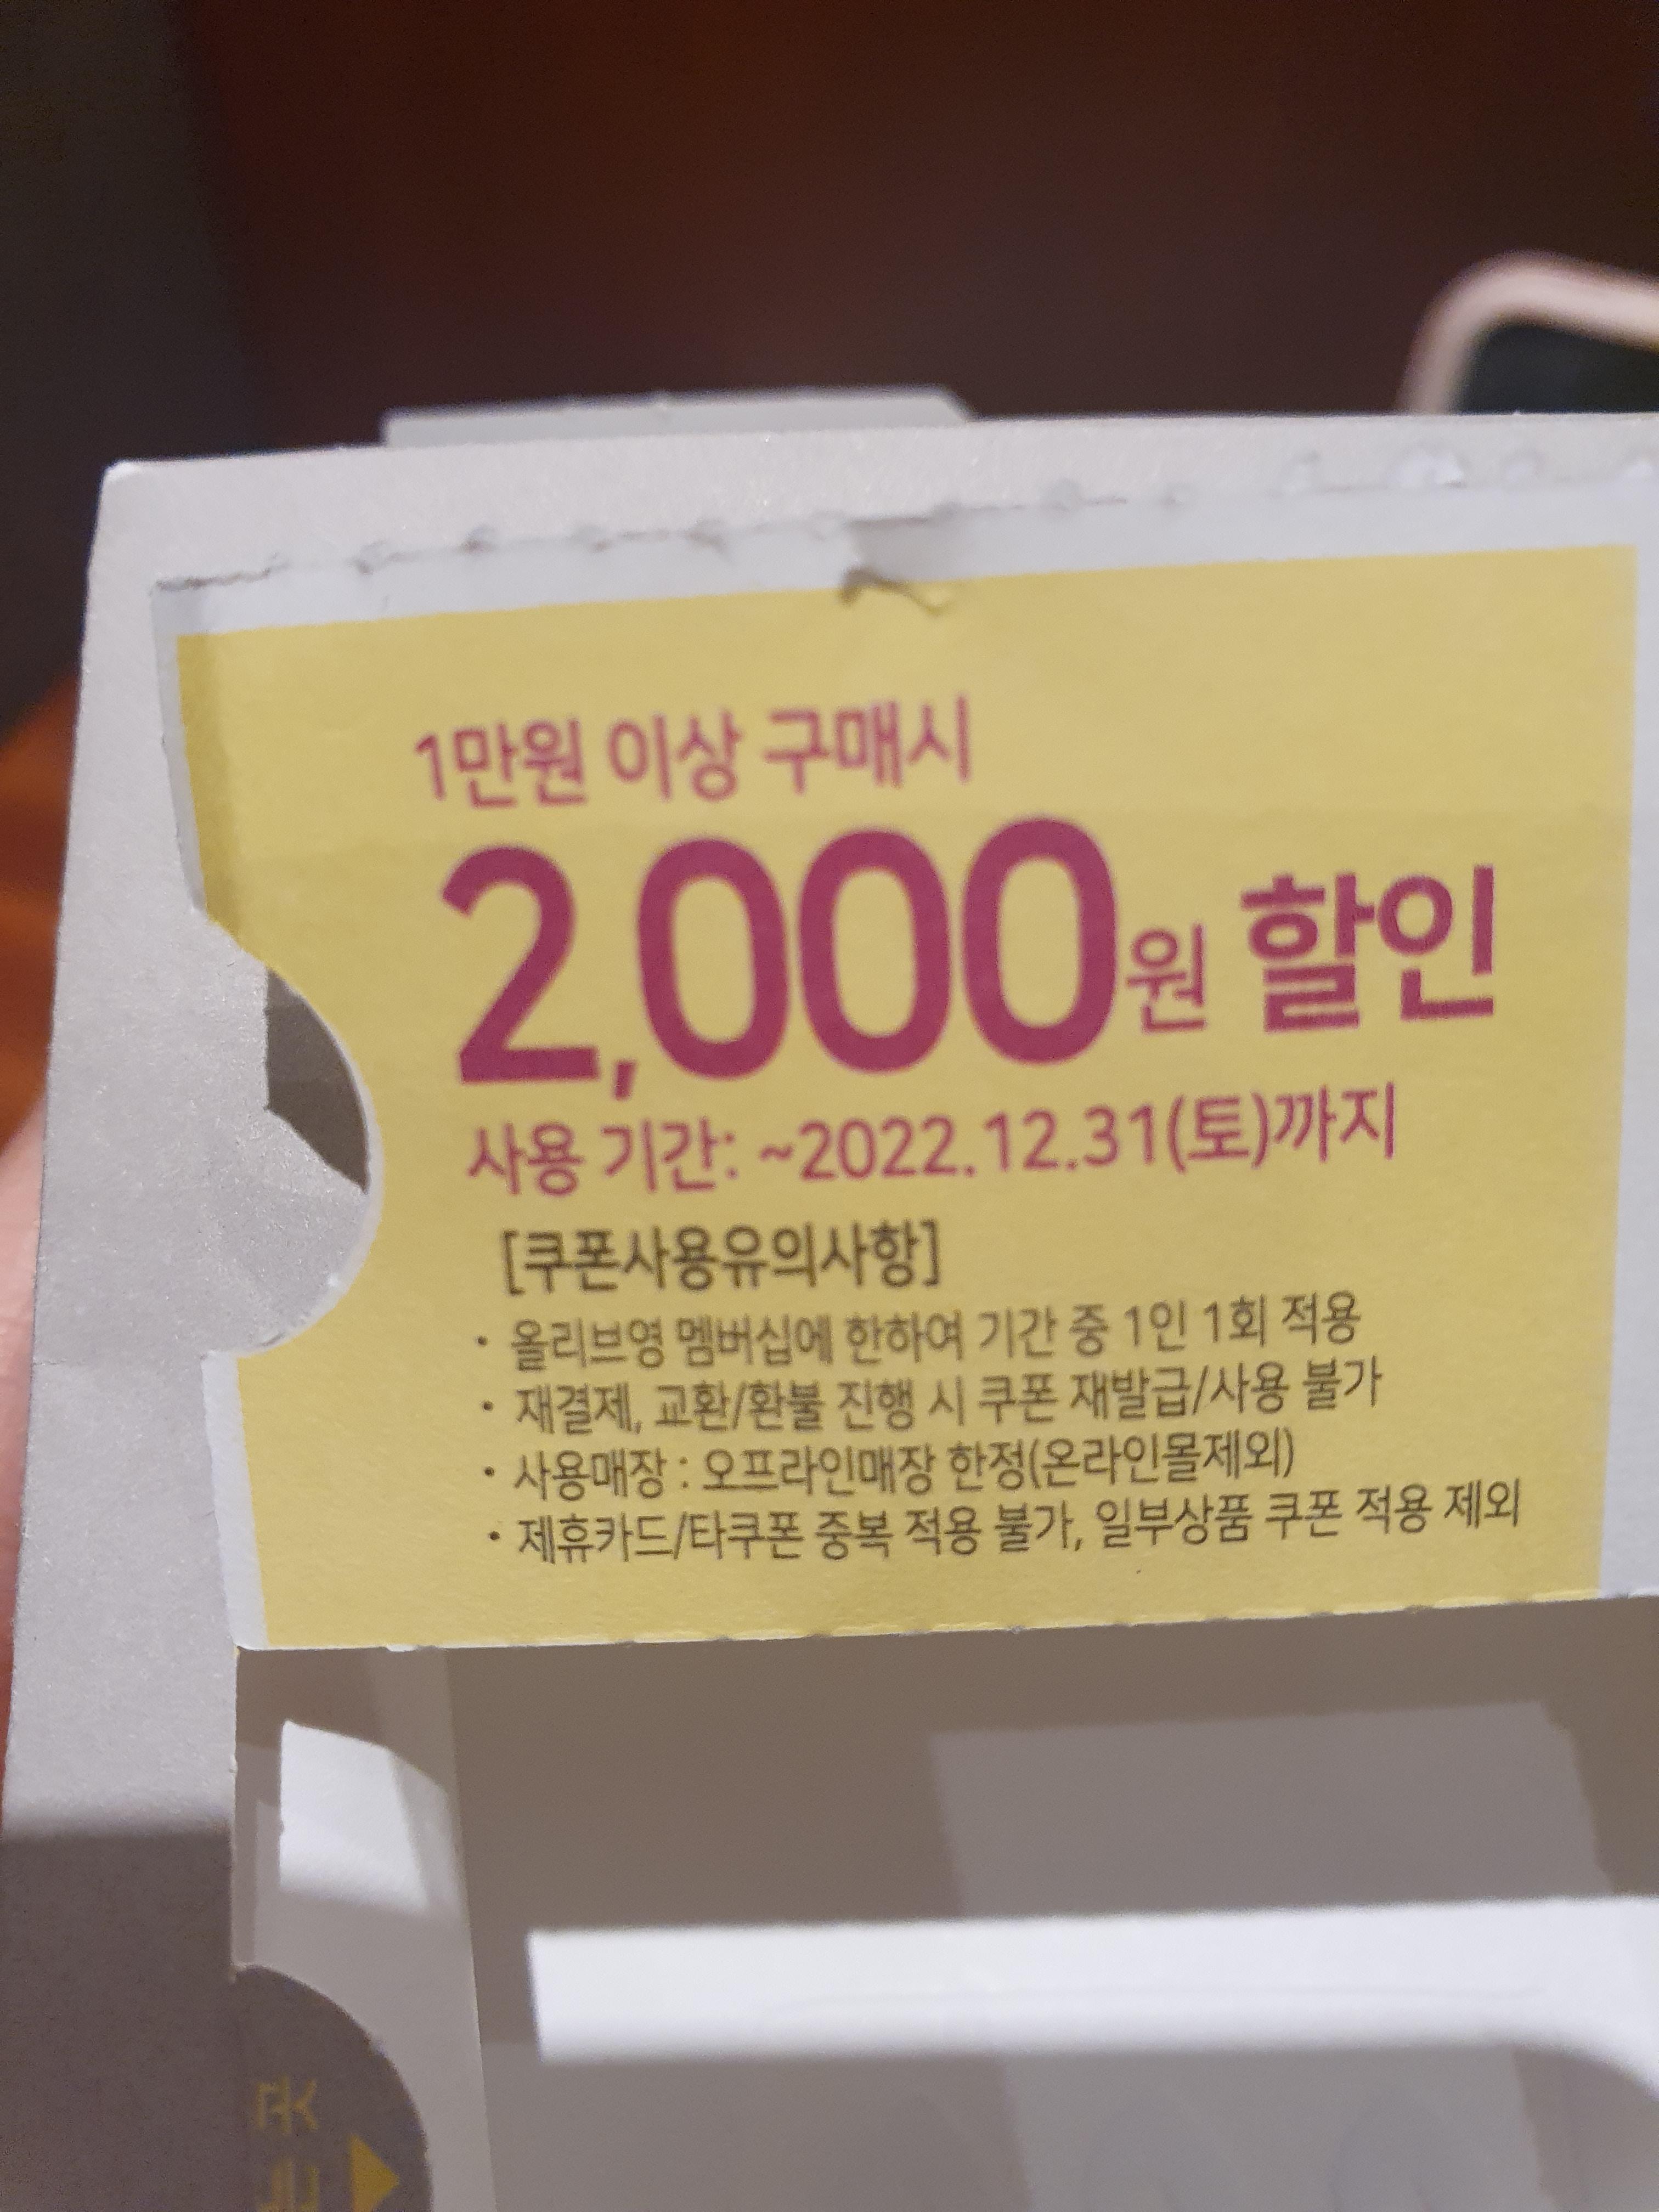 1만원 이상 구매시
2,000원 할인
사용 기간: ~2022.12.31(토)까지
[쿠폰사용유의사항]
• 올리브영 멤버십에 한하여 기간 중 1인 1회 적용
• 재결제, 교환/환불 진행 시 쿠폰 재발급/사용 불가
• 사용매장 : 오프라인매장 한정(온라인몰제외)
• 제휴카드/타쿠폰 중복 적용 불가, 일부상품 쿠폰 적용 제외
는 곳